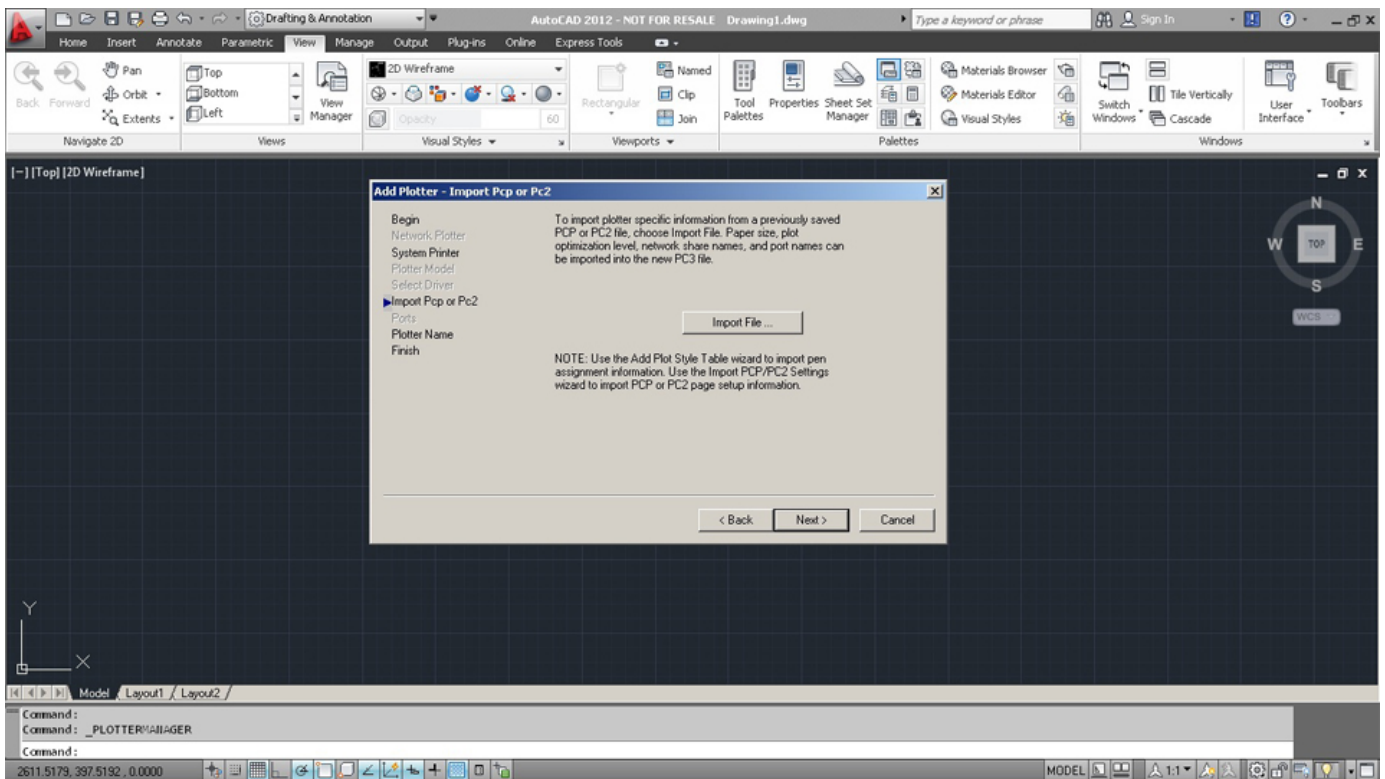 Drafting & Annotation
AutoCAD 2012 - NOT FOR RESALE Drawing1.dwg
Type a keyword or phrase
Sign In
Home Insert Annotate Parametric View Manage Output Plug-ins Online Express Tools
Pan
Orbit
Extents
Back Forward
Top
Bottom
Left
View Manager
2D Wireframe
Opacity 60
Rectangular
Named
Clip
Join
Tool Palettes
Properties
Sheet Set Manager
Materials Browser
Materials Editor
Visual Styles
Switch Windows
Tile Vertically
Cascade
User Interface
Toolbars
Navigate 2D Views Visual Styles Viewports Palettes Windows
[−] [Top] [2D Wireframe]
N
W TOP E
S
WCS
Add Plotter - Import Pcp or Pc2
Begin
Network Plotter
System Printer
Plotter Model
Select Driver
Import Pcp or Pc2
Ports
Plotter Name
Finish
To import plotter specific information from a previously saved
PCP or PC2 file, choose Import File. Paper size, plot
optimization level, network share names, and port names can
be imported into the new PC3 file.
Import File ...
NOTE: Use the Add Plot Style Table wizard to import pen
assignment information. Use the Import PCP/PC2 Settings
wizard to import PCP or PC2 page setup information.
< Back Next > Cancel
Y
X
Model Layout1 Layout2
Command:
Command: _PLOTTERMANAGER
Command:
2611.5179, 397.5192 , 0.0000
MODEL 1:1